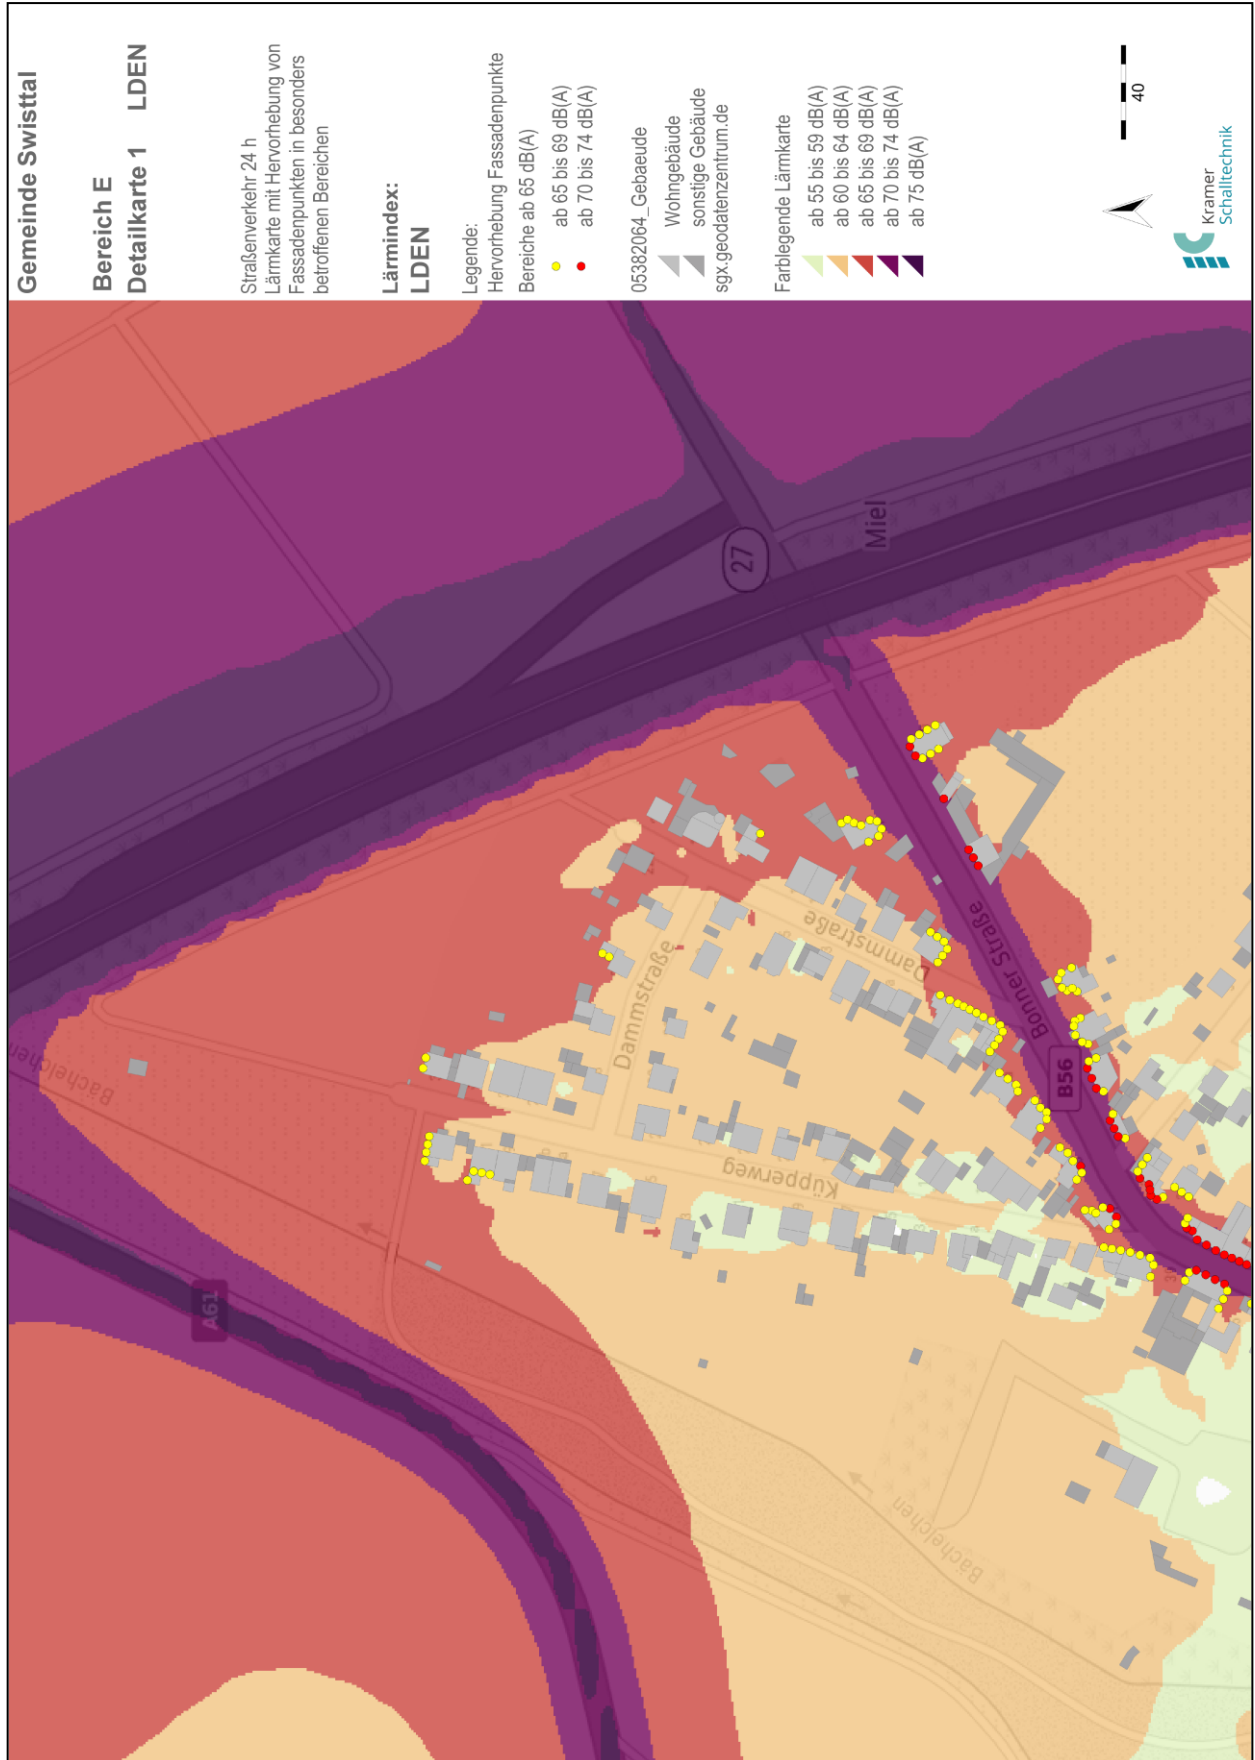 Gemeinde Swisttal
Bereich E
Detailkarte 1 LDEN
Straßenverkehr 24 h
Lärmkarte mit Hervorhebung von
Fassadenpunkten in besonders
betroffenen Bereichen
Lärmindex:
LDEN
Legende:
Hervorhebung Fassadenpunkte
Bereiche ab 65 dB(A)
ab 65 bis 69 dB(A)
ab 70 bis 74 dB(A)
05382064_Gebaeude
Wohngebäude
sonstige Gebäude
sgx.geodatenzentrum.de
Farblegende Lärmkarte
ab 55 bis 59 dB(A)
ab 60 bis 64 dB(A)
ab 65 bis 69 dB(A)
ab 70 bis 74 dB(A)
ab 75 dB(A)
40
Kramer
Schalltechnik
27
Miel
Bächelchen
Dammstraße
Dammstraße
Bonner Straße
B56
Küpperweg
A61
Bächelchen